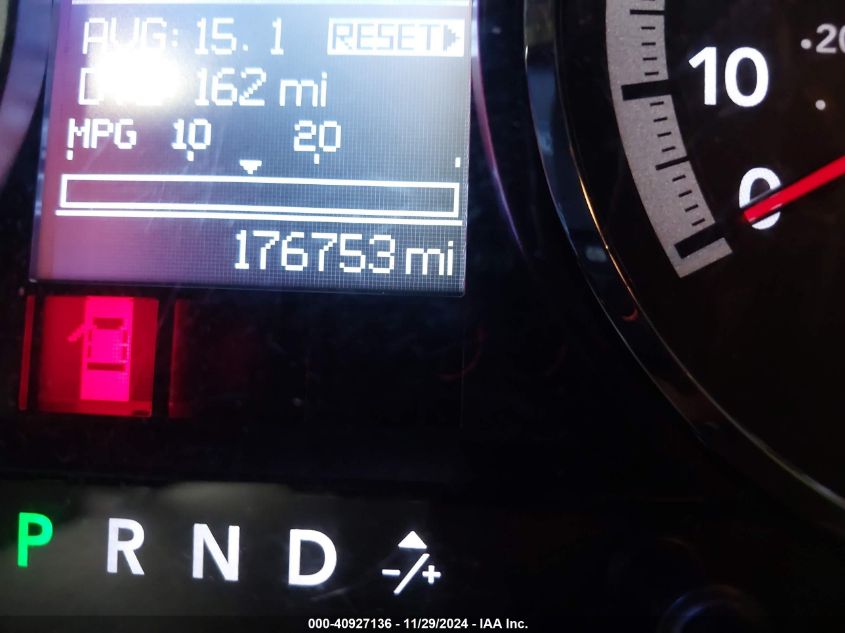 AVG: 15.1 RESET
162 mi
MPG 10 20
176753 mi
10
20
0
P R N D -/+
000-40927136 - 11/29/2024 - IAA Inc.